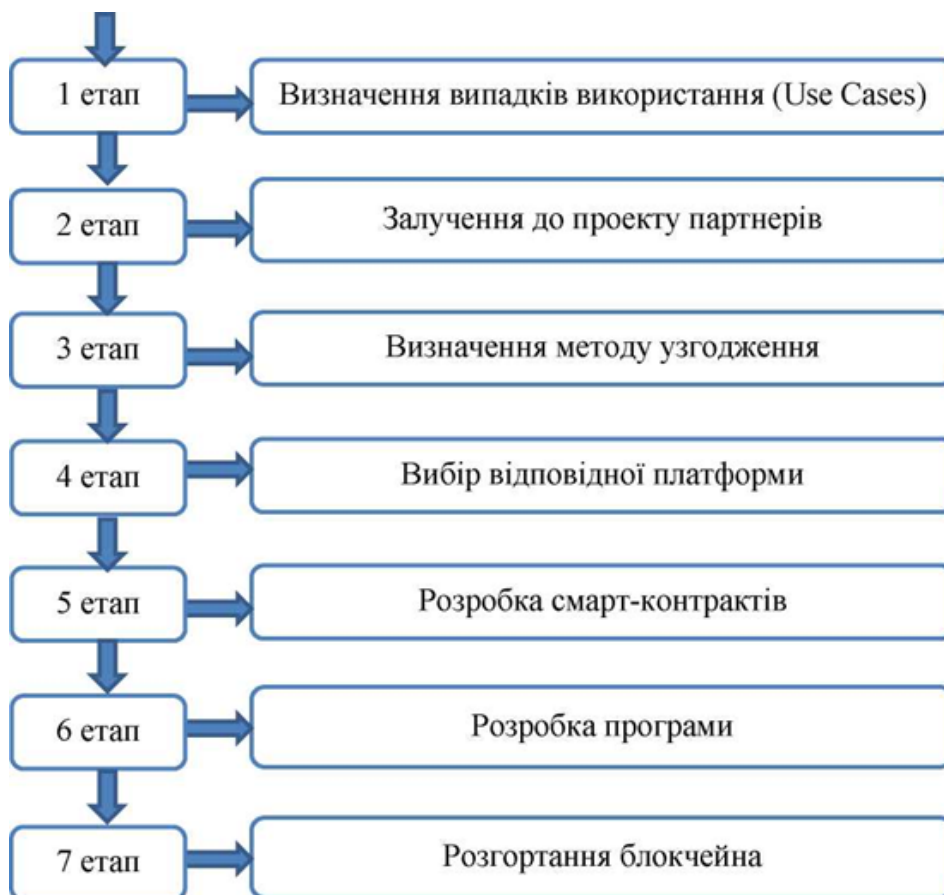 1 етап
Визначення випадків використання (Use Cases)
2 етап
Залучення до проекту партнерів
3 етап
Визначення методу узгодження
4 етап
Вибір відповідної платформи
5 етап
Розробка смарт-контрактів
6 етап
Розробка програми
7 етап
Розгортання блокчейна